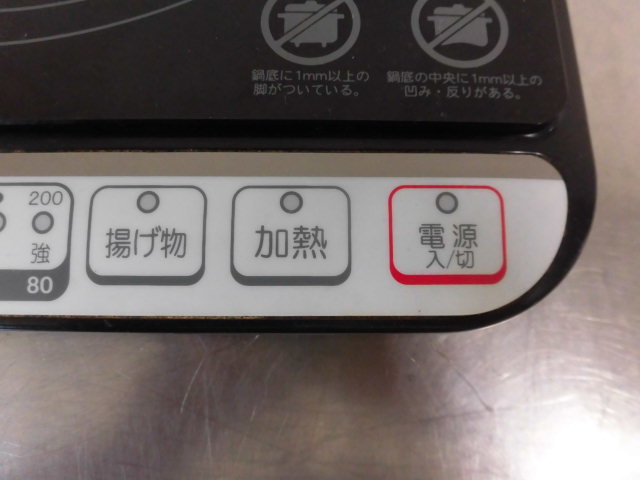 鍋底に1mm以上の
脚がついている。
鍋底の中央に1mm以上の
凹み・反りがある。
200
強
80
揚げ物
加熱
電源
入/切